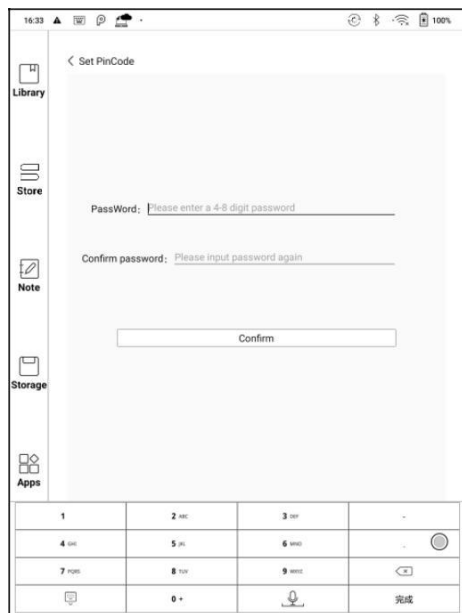 16:33 100%
Set PinCode
Library
Store
PassWord: Please enter a 4-8 digit password
Confirm password: Please input password again
Note
Confirm
Storage
Apps
1 2 ABC 3 DEF -
4 GHI 5 JKL 6 MNO .
7 PQRS 8 TUV 9 WXYZ
0 + 完成